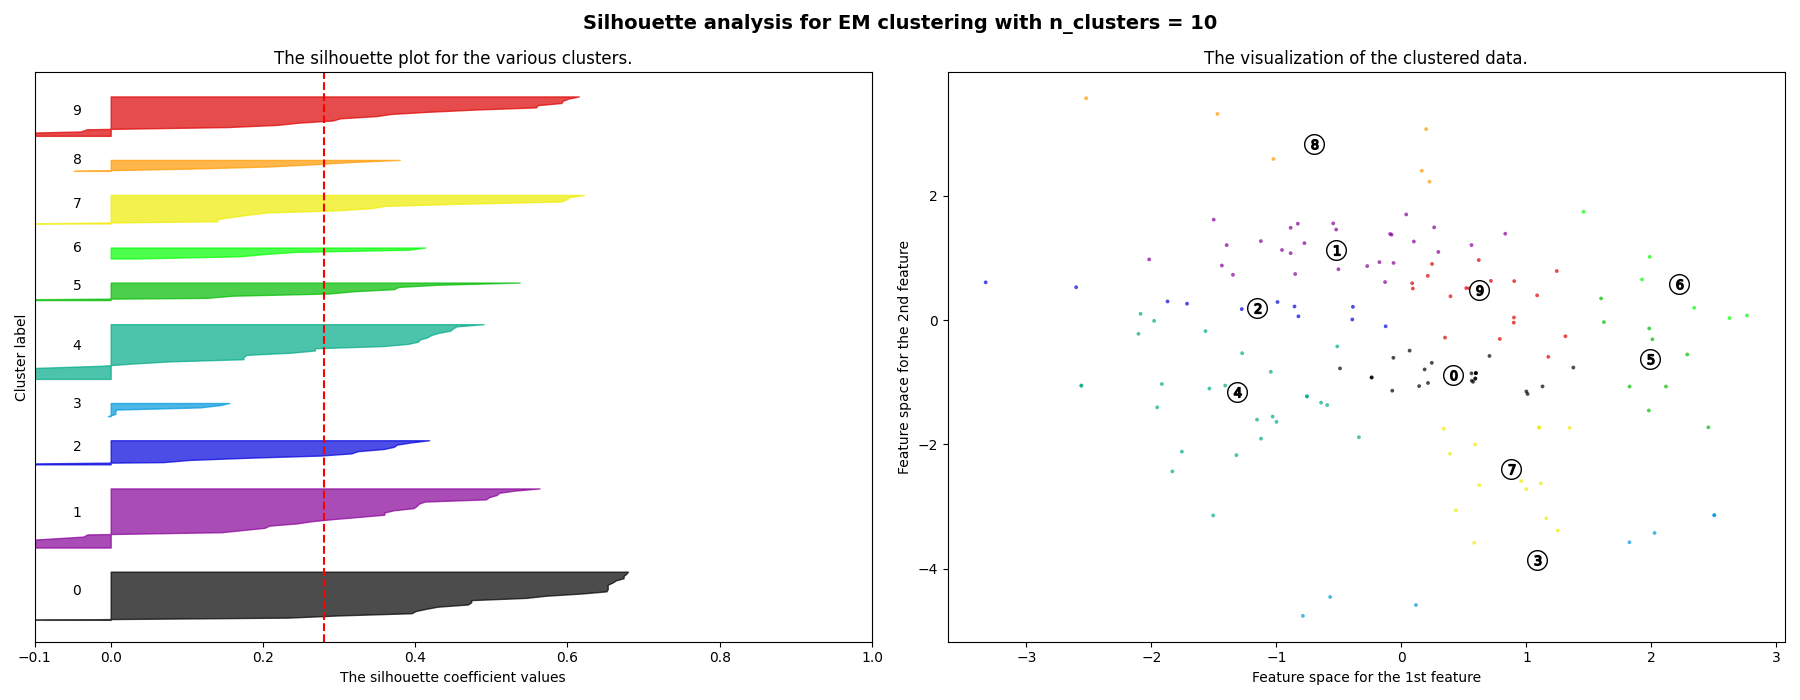 Silhouette analysis for EM clustering with n_clusters = 10
The silhouette plot for the various clusters.
Cluster label
9
8
7
6
5
4
3
2
1
0
−0.1 0.0 0.2 0.4 0.6 0.8 1.0
The silhouette coefficient values
The visualization of the clustered data.
Feature space for the 2nd feature
2
0
−2
−4
8
1
6
2
9
5
0
4
7
3
−3 −2 −1 0 1 2 3
Feature space for the 1st feature